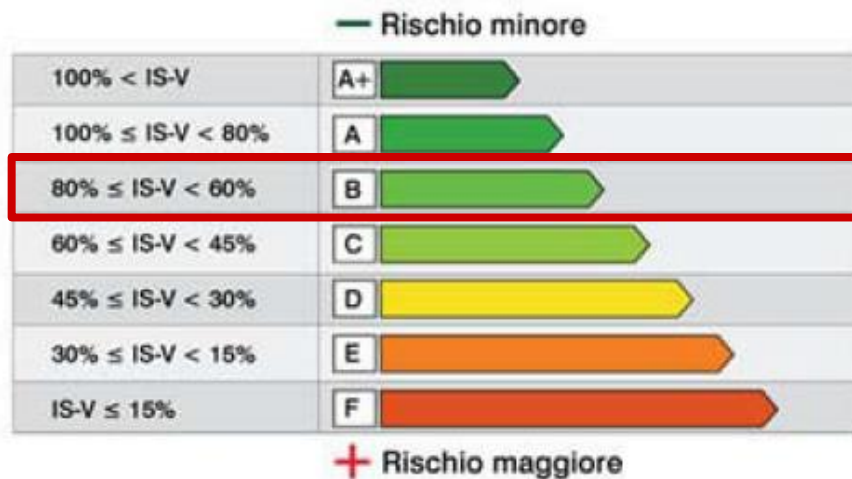 — Rischio minore
100% < IS-V A+
100% ≤ IS-V < 80% A
80% ≤ IS-V < 60% B
60% ≤ IS-V < 45% C
45% ≤ IS-V < 30% D
30% ≤ IS-V < 15% E
IS-V ≤ 15% F
+ Rischio maggiore